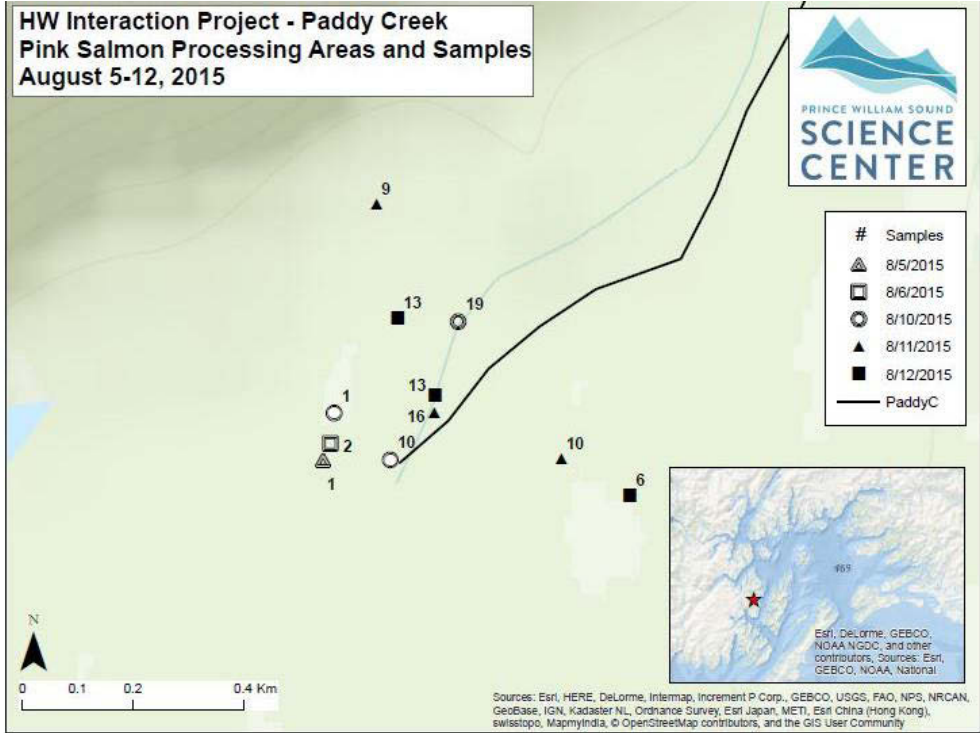 HW Interaction Project - Paddy Creek
Pink Salmon Processing Areas and Samples
August 5-12, 2015
PRINCE WILLIAM SOUND
SCIENCE
CENTER
# Samples
8/5/2015
8/6/2015
8/10/2015
8/11/2015
8/12/2015
PaddyC
9
13
19
13
1
16
2
10
10
1
6
469
Esri, DeLorme, GEBCO,
NOAA NGDC, and other
contributors, Sources: Esri,
GEBCO, NOAA, National
N
0 0.1 0.2 0.4 Km
Sources: Esri, HERE, DeLorme, Intermap, increment P Corp., GEBCO, USGS, FAO, NPS, NRCAN,
GeoBase, IGN, Kadaster NL, Ordnance Survey, Esri Japan, METI, Esri China (Hong Kong),
swisstopo, MapmyIndia, © OpenStreetMap contributors, and the GIS User Community